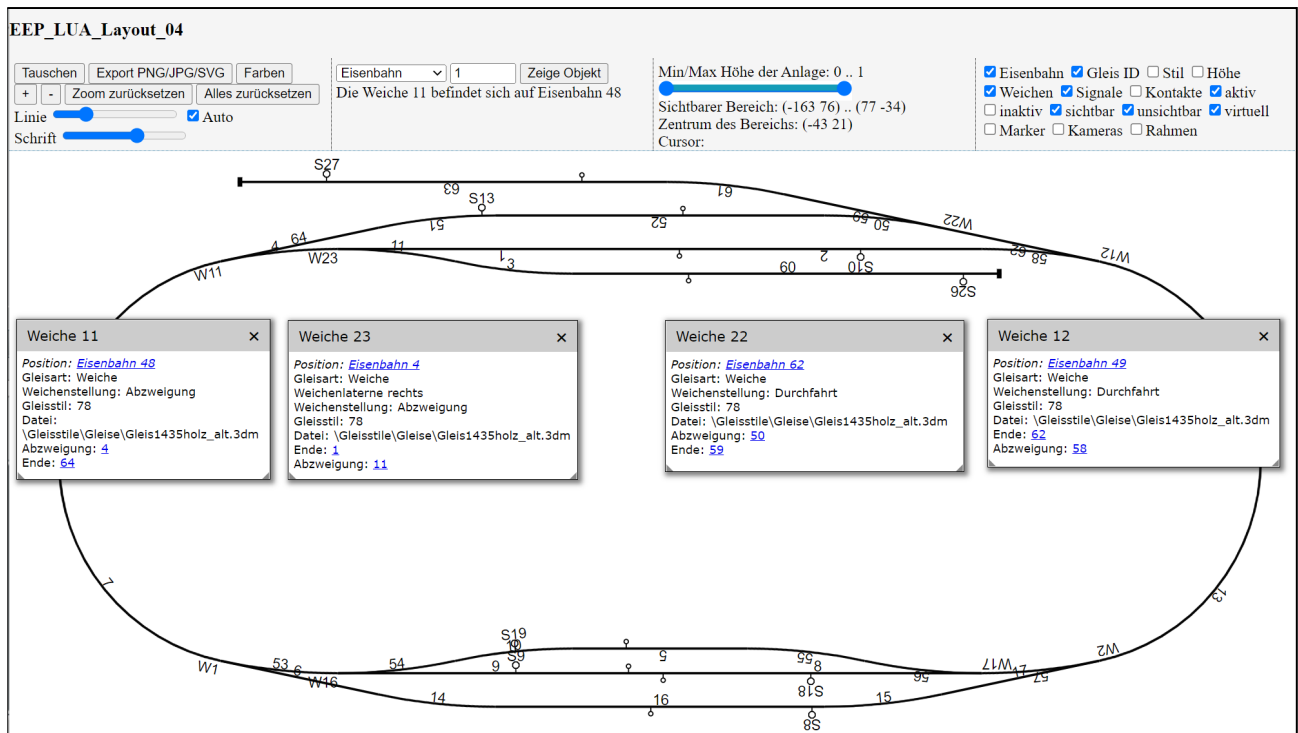 EEP_LUA_Layout_04
Tauschen Export PNG/JPG/SVG Farben
+ - Zoom zurücksetzen Alles zurücksetzen
Linie Auto
Schrift
Eisenbahn 1 Zeige Objekt
Die Weiche 11 befindet sich auf Eisenbahn 48
Min/Max Höhe der Anlage: 0 .. 1
Sichtbarer Bereich: (-163 76) .. (77 -34)
Zentrum des Bereichs: (-43 21)
Cursor:
Eisenbahn Gleis ID Stil Höhe
Weichen Signale Kontakte aktiv
inaktiv sichtbar unsichtbar virtuell
Marker Kameras Rahmen
S27
63 61
S13
51 52 59 50 W22
4 64 11 1 2 62 58 W12
W11 W23 3 60 S10
S26
Weiche 11 ×
Position: Eisenbahn 48
Gleisart: Weiche
Weichenstellung: Abzweigung
Gleisstil: 78
Datei:
\Gleisstile\Gleise\Gleis1435holz_alt.3dm
Abzweigung: 4
Ende: 64
Weiche 23 ×
Position: Eisenbahn 4
Gleisart: Weiche
Weichenlaterne rechts
Weichenstellung: Abzweigung
Gleisstil: 78
Datei: \Gleisstile\Gleise\Gleis1435holz_alt.3dm
Ende: 1
Abzweigung: 11
Weiche 22 ×
Position: Eisenbahn 62
Gleisart: Weiche
Weichenstellung: Durchfahrt
Gleisstil: 78
Datei: \Gleisstile\Gleise\Gleis1435holz_alt.3dm
Abzweigung: 50
Ende: 59
Weiche 12 ×
Position: Eisenbahn 49
Gleisart: Weiche
Weichenstellung: Durchfahrt
Gleisstil: 78
Datei: \Gleisstile\Gleise\Gleis1435holz_alt.3dm
Ende: 62
Abzweigung: 58
7 13
S19
W1 53 6 54 S9 5 55 W17 W2
9 8 56 57
W16 S18
14 16 15
S8